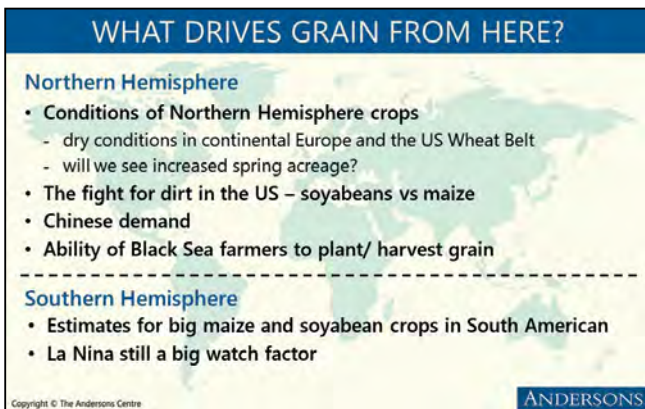 WHAT DRIVES GRAIN FROM HERE?
Northern Hemisphere
• Conditions of Northern Hemisphere crops
- dry conditions in continental Europe and the US Wheat Belt
- will we see increased spring acreage?
• The fight for dirt in the US – soyabeans vs maize
• Chinese demand
• Ability of Black Sea farmers to plant/ harvest grain
Southern Hemisphere
• Estimates for big maize and soyabean crops in South American
• La Nina still a big watch factor
Copyright © The Andersons Centre
ANDERSONS